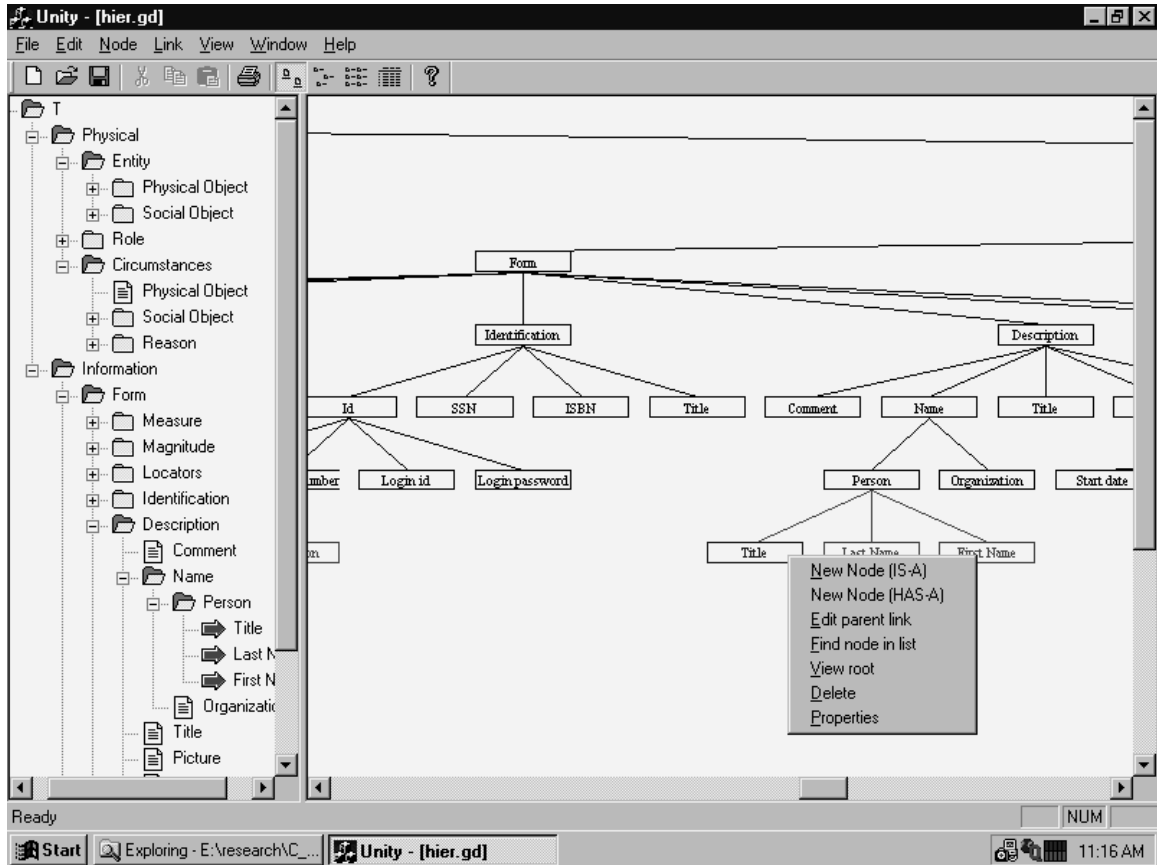 Unity - [hier.gd]
File Edit Node Link View Window Help
T
Physical
Entity
Physical Object
Social Object
Role
Circumstances
Physical Object
Social Object
Reason
Information
Form
Measure
Magnitude
Locators
Identification
Description
Comment
Name
Person
Title
Last N
First N
Organizatio
Title
Picture
Form
Identification Description
Id SSN ISBN Title Comment Name Title
umber Login id Login password Person Organization Start date
on Title Last Name First Name
New Node (IS-A)
New Node (HAS-A)
Edit parent link
Find node in list
View root
Delete
Properties
Ready NUM
Start Exploring - E:\research\C_... Unity - [hier.gd] 11:16 AM